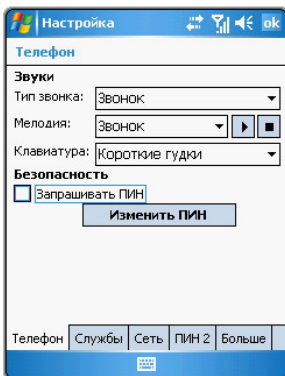 Настройка ok
Телефон
Звуки
Тип звонка: Звонок
Мелодия: Звонок
Клавиатура: Короткие гудки
Безопасность
Запрашивать ПИН
Изменить ПИН
Телефон Службы Сеть ПИН 2 Больше